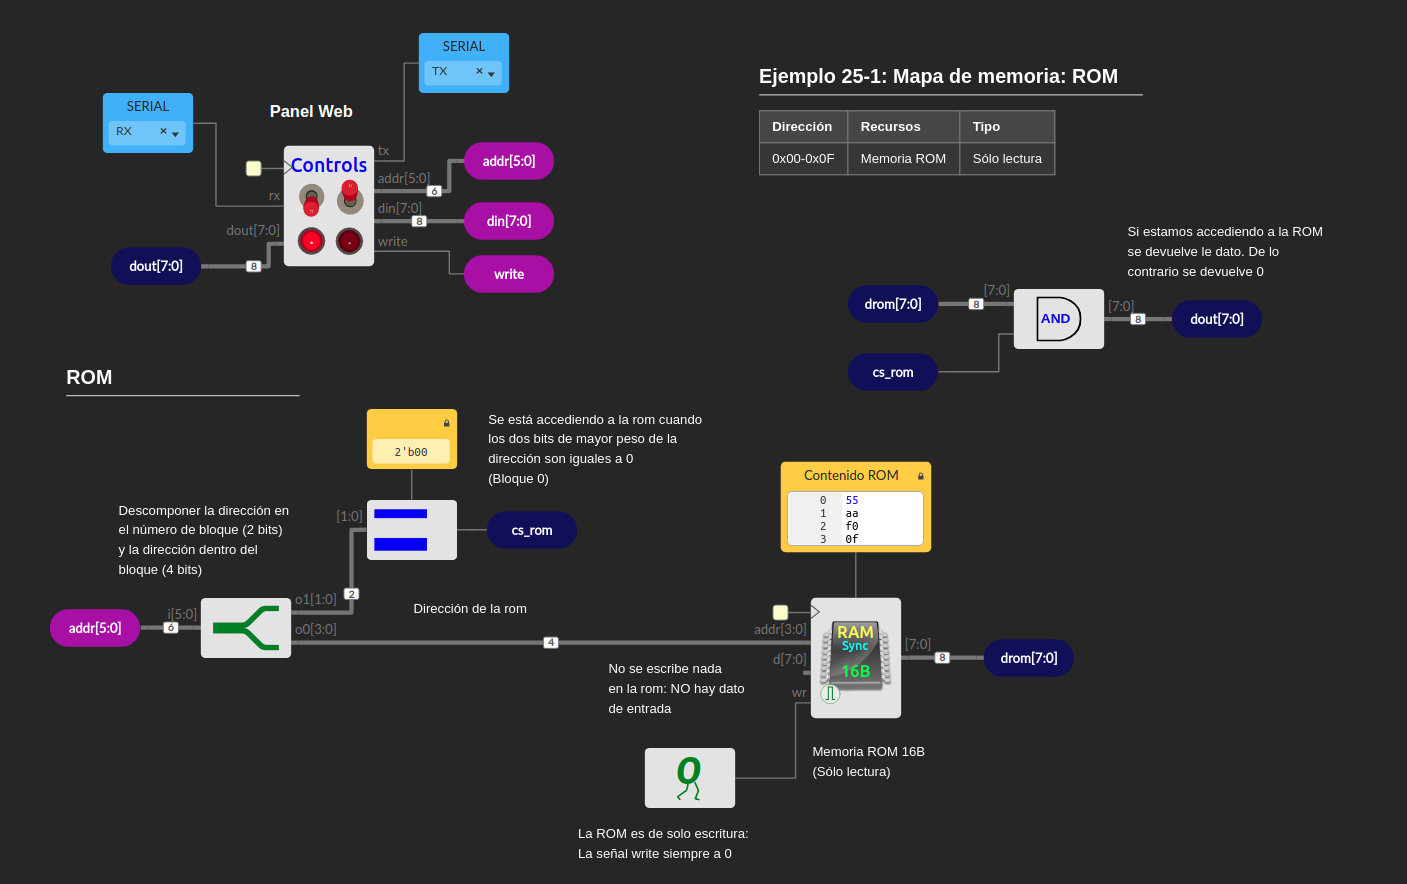 SERIAL
TX
SERIAL
RX
Panel Web
Controls
tx
addr[5:0]
6
addr[5:0]
rx
din[7:0]
8
din[7:0]
dout[7:0]
write
write
dout[7:0]
8
Ejemplo 25-1: Mapa de memoria: ROM
Dirección Recursos Tipo
0x00-0x0F Memoria ROM Sólo lectura
Si estamos accediendo a la ROM
se devuelve le dato. De lo
contrario se devuelve 0
drom[7:0]
8
[7:0]
AND
[7:0]
8
dout[7:0]
cs_rom
ROM
2'b00
Se está accediendo a la rom cuando
los dos bits de mayor peso de la
dirección son iguales a 0
(Bloque 0)
Descomponer la dirección en
el número de bloque (2 bits)
y la dirección dentro del
bloque (4 bits)
[1:0]
cs_rom
2
addr[5:0]
6
i[5:0]
o1[1:0]
o0[3:0]
Dirección de la rom
4
Contenido ROM
0 55
1 aa
2 f0
3 0f
addr[3:0]
d[7:0]
wr
RAM
Sync
16B
[7:0]
8
drom[7:0]
No se escribe nada
en la rom: NO hay dato
de entrada
0
Memoria ROM 16B
(Sólo lectura)
La ROM es de solo escritura:
La señal write siempre a 0